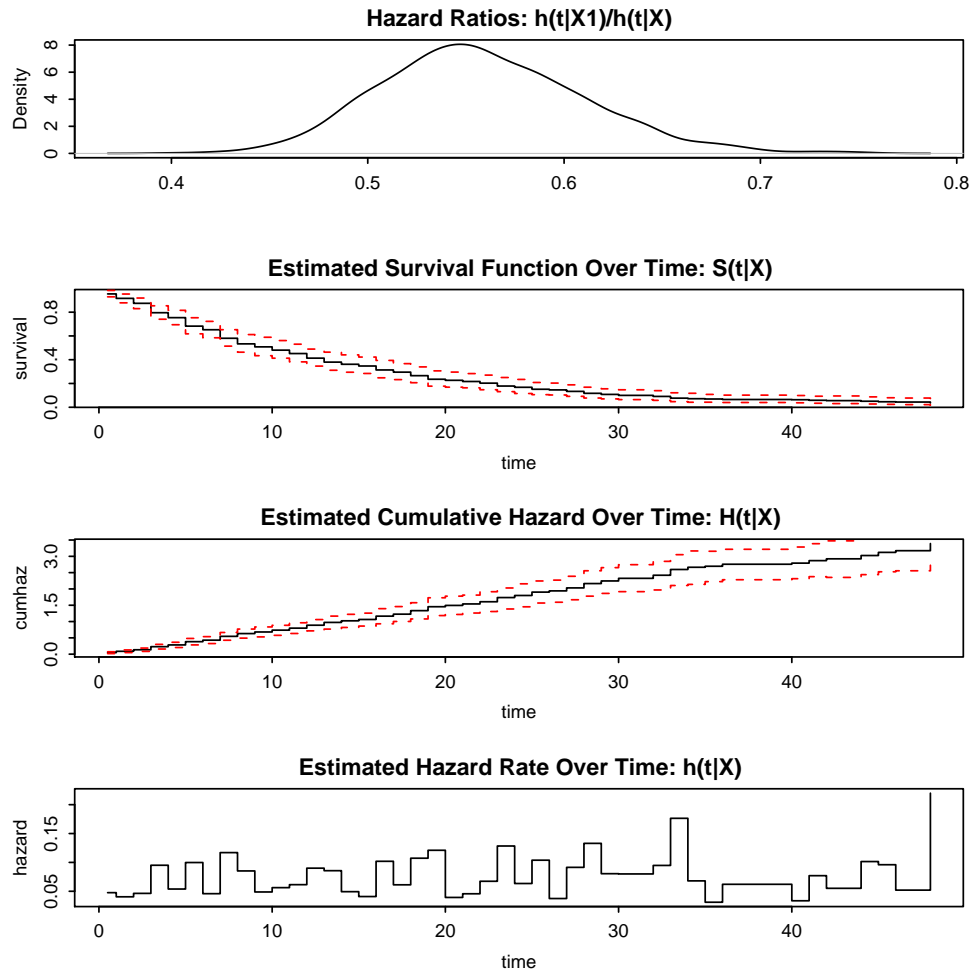 Hazard Ratios: h(t|X1)/h(t|X)
Density
0 2 4 6 8
0.4 0.5 0.6 0.7 0.8
Estimated Survival Function Over Time: S(t|X)
survival
0.0 0.4 0.8
0 10 20 30 40
time
Estimated Cumulative Hazard Over Time: H(t|X)
cumhaz
0.0 1.5 3.0
0 10 20 30 40
time
Estimated Hazard Rate Over Time: h(t|X)
hazard
0.05 0.15
0 10 20 30 40
time